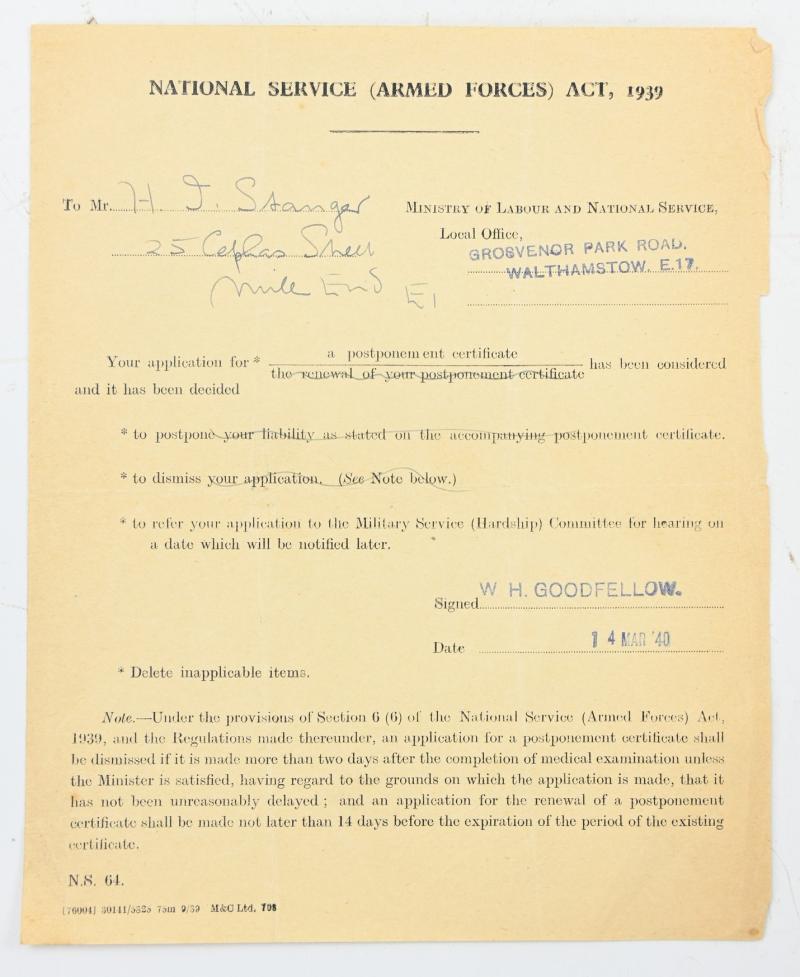 NATIONAL SERVICE (ARMED FORCES) ACT, 1939
To Mr. H. J. Stanger
25 Cephas Street
Mile End E1
MINISTRY OF LABOUR AND NATIONAL SERVICE,
Local Office,
GROSVENOR PARK ROAD.
WALTHAMSTOW. E.17.
Your application for * a postponement certificate
the renewal of your postponement certificate
has been considered
and it has been decided
* to postpone your liability as stated on the accompanying postponement certificate.
* to dismiss your application. (See Note below.)
* to refer your application to the Military Service (Hardship) Committee for hearing on
a date which will be notified later.
Signed W H. GOODFELLOW.
Date 14 MAR '40
* Delete inapplicable items.
Note.—Under the provisions of Section 6 (6) of the National Service (Armed Forces) Act,
1939, and the Regulations made thereunder, an application for a postponement certificate shall
be dismissed if it is made more than two days after the completion of medical examination unless
the Minister is satisfied, having regard to the grounds on which the application is made, that it
has not been unreasonably delayed ; and an application for the renewal of a postponement
certificate shall be made not later than 14 days before the expiration of the period of the existing
certificate.
N.S. 64.
[76004] 30141/5325 75m 9/39 M&C Ltd. 708